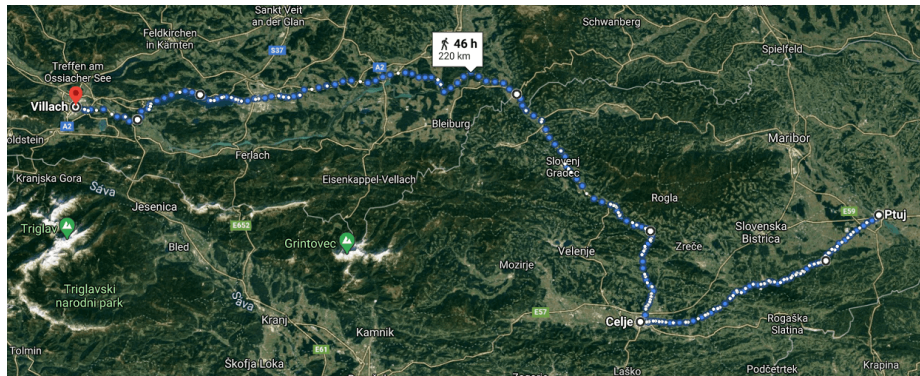 Sankt Veit
an der Glan
Schwanberg
Feldkirchen
in Kärnten
S37
46 h
220 km
Spielfeld
A2
Treffen am
Ossiacher See
Villach
A2
Bleiburg
Maribor
Ferlach
Slovenj
Gradec
Kranjska Gora
Eisenkappel-Vellach
Sava
Rogla
Jesenica
E59
Ptuj
Triglav
E652
Slovenska
Bistrica
Grintovec
Bled
Zreče
Velenje
Mozirje
Triglavski
narodni park
Sava
E57
Kranj
Celje
Rogaška
Slatina
Kamnik
Tolmin
E61
Škofja Loka
Laško
Podčetrtek
Krapina